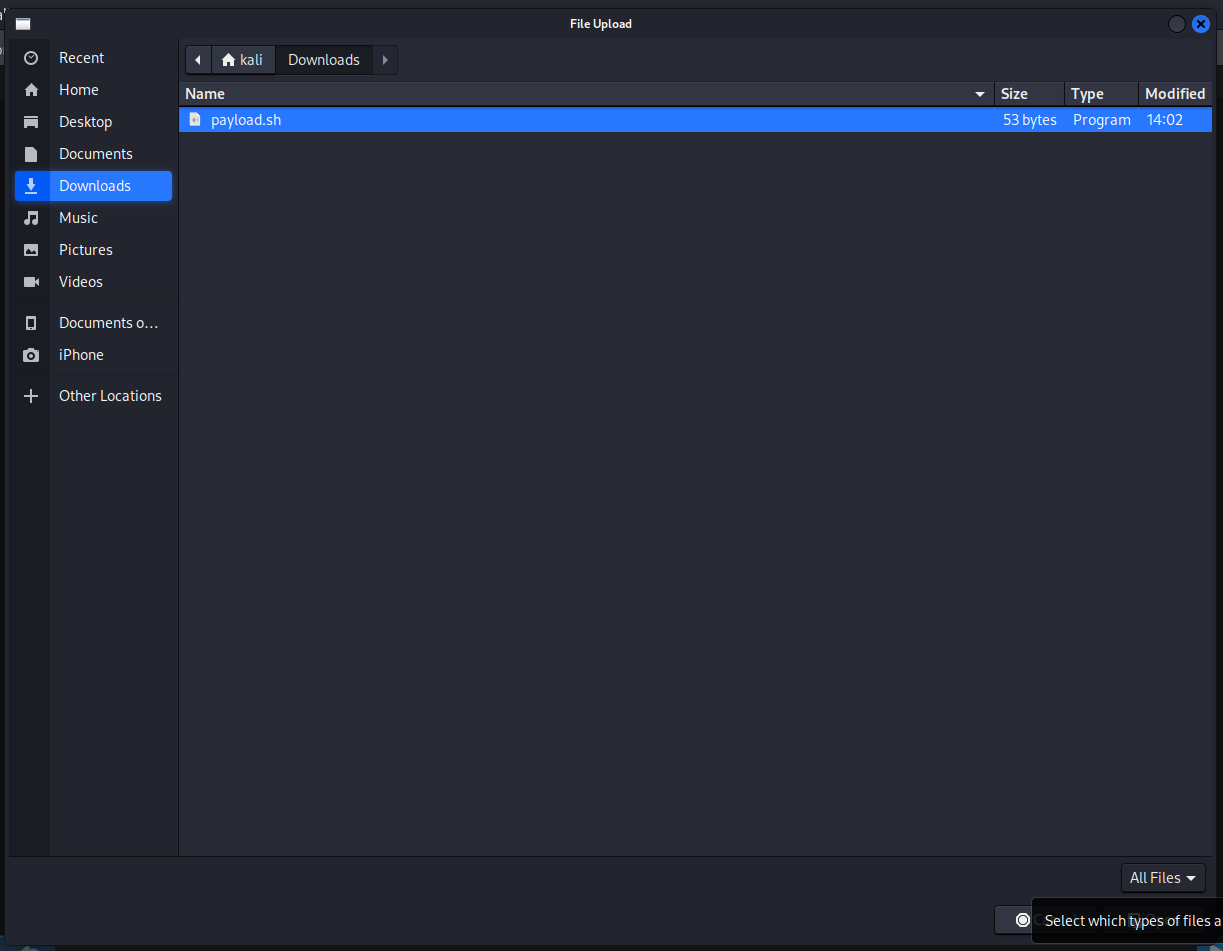 File Upload
Recent
Home
Desktop
Documents
Downloads
Music
Pictures
Videos
Documents o...
iPhone
Other Locations
kali Downloads
Name Size Type Modified
payload.sh 53 bytes Program 14:02
All Files
Select which types of files a